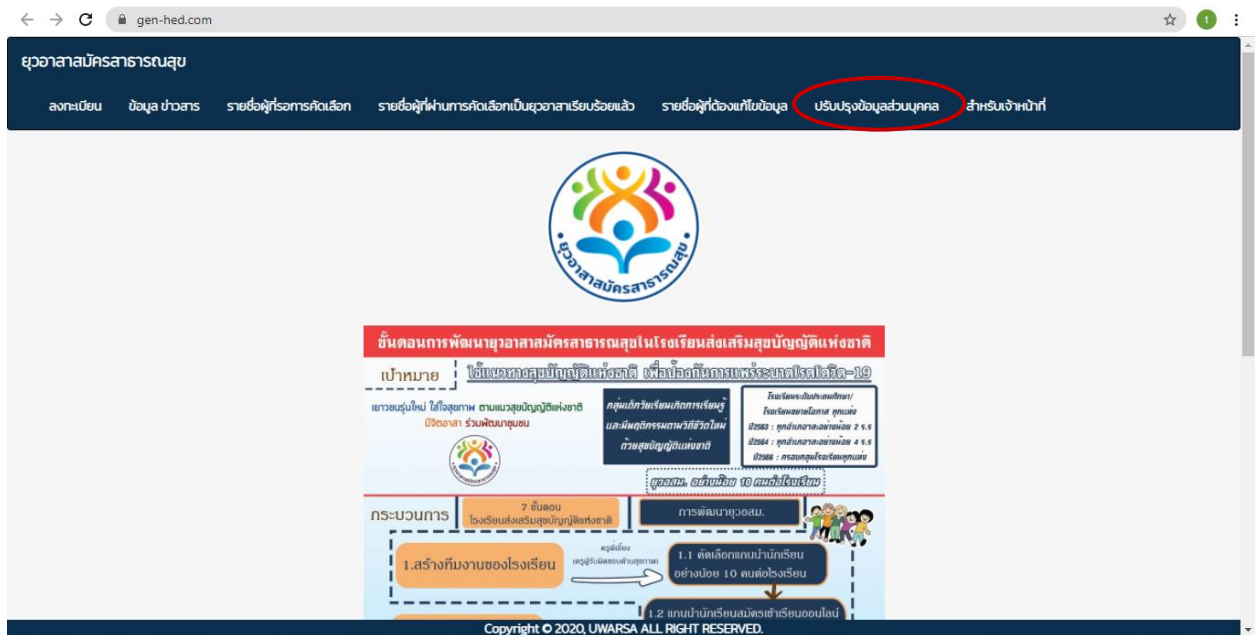 gen-hed.com
t
ยุวอาสาสมัครสาธารณสุข
ลงทะเบียน ข้อมูล ข่าวสาร รายชื่อผู้ที่รอการคัดเลือก รายชื่อผู้ที่ผ่านการคัดเลือกเป็นยุวอาสาเรียบร้อยแล้ว รายชื่อผู้ที่ต้องแก้ไขข้อมูล ปรับปรุงข้อมูลส่วนบุคคล สำหรับเจ้าหน้าที่
ยุวอาสาสมัครสาธารณสุข
ขั้นตอนการพัฒนายุวอาสาสมัครสาธารณสุขในโรงเรียนส่งเสริมสุขบัญญัติแห่งชาติ
เป้าหมาย ใช้แนวทางสุขบัญญัติแห่งชาติ เพื่อป้องกันการแพร่ระบาดโรคโควิด-19
เยาวชนรุ่นใหม่ ใส่ใจสุขภาพ ตามแนวสุขบัญญัติแห่งชาติ
มีจิตอาสา ร่วมพัฒนาชุมชน
กลุ่มเด็กวัยเรียนเกิดการเรียนรู้
และมีพฤติกรรมตามวิถีชีวิตใหม่
ด้วยสุขบัญญัติแห่งชาติ
โรงเรียนระดับประถมศึกษา/
โรงเรียนขยายโอกาส ทุกแห่ง
ปี2563 : ทุกอำเภอๆละอย่างน้อย 2 ร.ร
ปี2564 : ทุกอำเภอๆละอย่างน้อย 4 ร.ร
ปี2566 : ครอบคลุมโรงเรียนทุกแห่ง
ยุวอสม. อย่างน้อย 10 คนต่อโรงเรียน
กระบวนการ
7 ขั้นตอน
โรงเรียนส่งเสริมสุขบัญญัติแห่งชาติ
การพัฒนายุวอสม.
1.สร้างทีมงานของโรงเรียน
ครูพี่เลี้ยง
(ครูผู้รับผิดชอบด้านสุขภาพ)
1.1 คัดเลือกแกนนำนักเรียน
อย่างน้อย 10 คนต่อโรงเรียน
1.2 แกนนำนักเรียนสมัครเข้าเรียนออนไลน์
Copyright © 2020, UWARSA ALL RIGHT RESERVED.